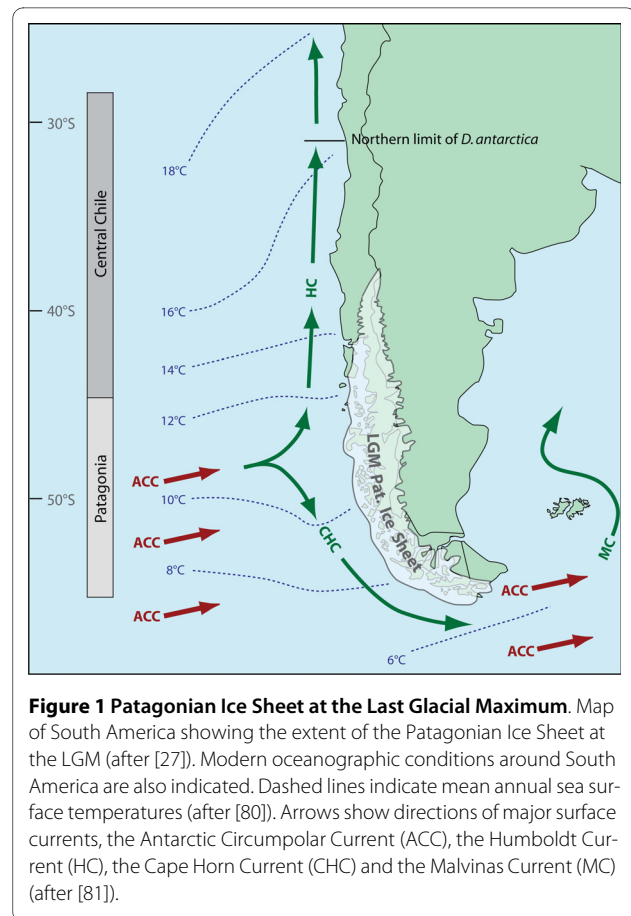 30°S
Northern limit of D. antarctica
18°C
Central Chile
HC
16°C
40°S
14°C
12°C
Patagonia
LGM Pat. Ice Sheet
ACC
10°C
50°S
ACC
CHC
MC
8°C
ACC
ACC
6°C
ACC
Figure 1 Patagonian Ice Sheet at the Last Glacial Maximum. Map
of South America showing the extent of the Patagonian Ice Sheet at
the LGM (after [27]). Modern oceanographic conditions around South
America are also indicated. Dashed lines indicate mean annual sea sur-
face temperatures (after [80]). Arrows show directions of major surface
currents, the Antarctic Circumpolar Current (ACC), the Humboldt Cur-
rent (HC), the Cape Horn Current (CHC) and the Malvinas Current (MC)
(after [81]).